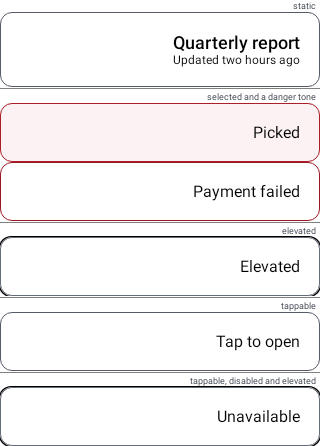 static
Quarterly report
Updated two hours ago
selected and a danger tone
Picked
Payment failed
elevated
Elevated
tappable
Tap to open
tappable, disabled and elevated
Unavailable